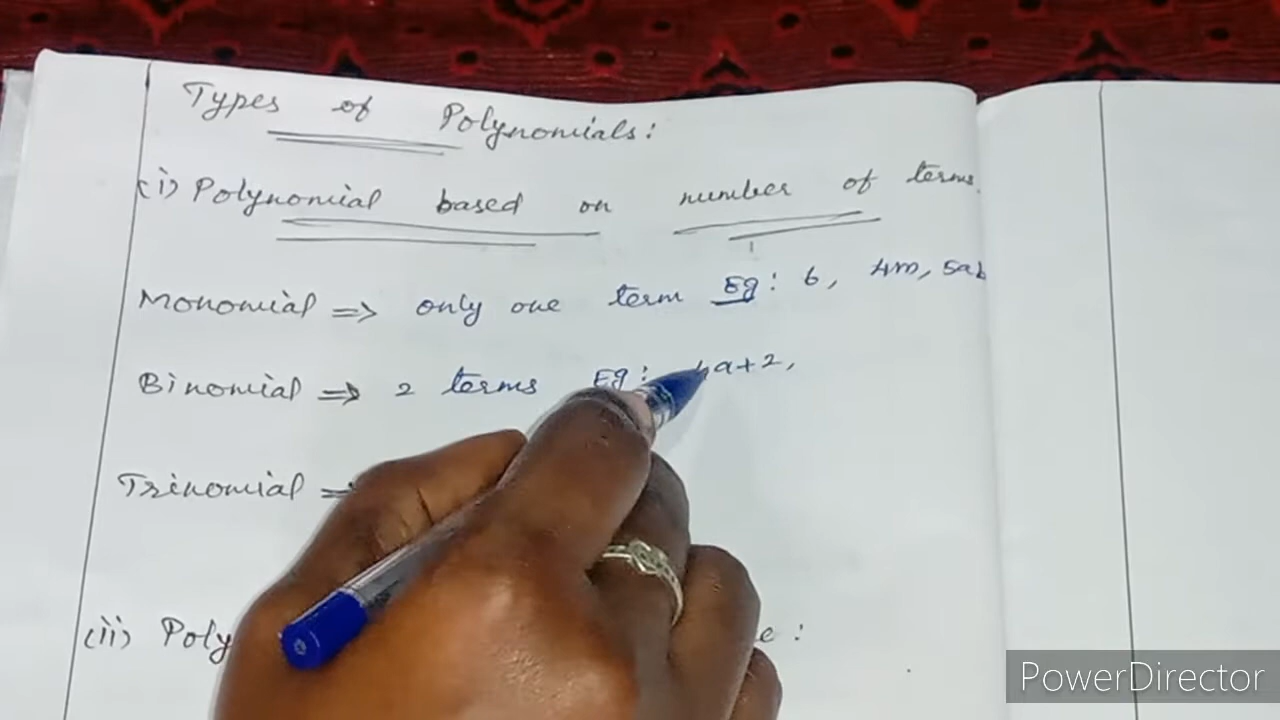 Types of Polynomials:
(i) Polynomial based on number of terms.
Monomial => only one term Eg: 6, 4m, 5ab
Binomial => 2 terms Eg: 4a+2,
Trinomial =>
(ii) Poly
PowerDirector